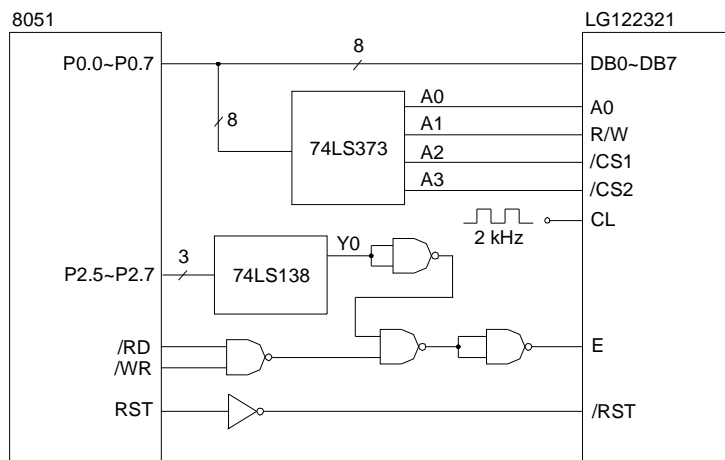 8051
LG122321
P0.0~P0.7
8
DB0~DB7
8
74LS373
A0
A0
A1
R/W
A2
/CS1
A3
/CS2
2 kHz
CL
P2.5~P2.7
3
74LS138
Y0
/RD
/WR
E
RST
/RST